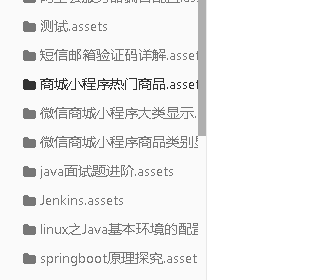 测试.assets
短信邮箱验证码详解.asset
商城小程序热门商品.asset
微信商城小程序大类显示.
微信商城小程序商品类别
java面试题进阶.assets
Jenkins.assets
linux之Java基本环境的配
springboot原理探究.asset